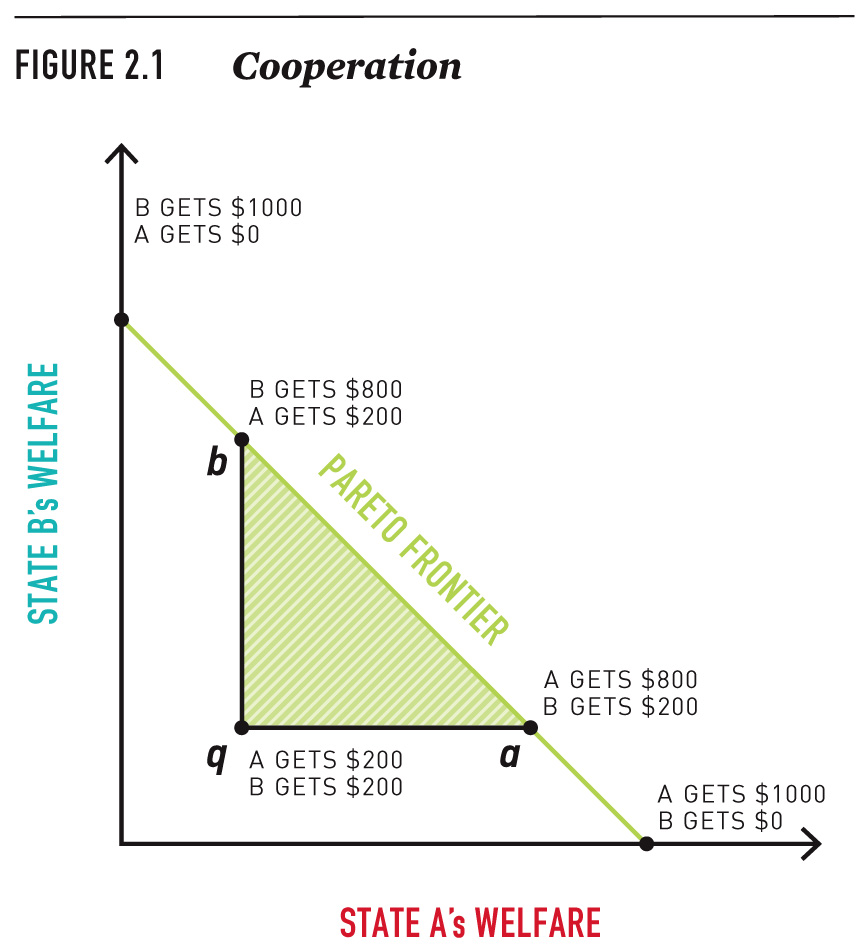 FIGURE 2.1 Cooperation
B GETS $1000
A GETS $0
STATE B's WELFARE
B GETS $800
A GETS $200
b
PARETO FRONTIER
A GETS $800
B GETS $200
q
A GETS $200
B GETS $200
a
A GETS $1000
B GETS $0
STATE A's WELFARE